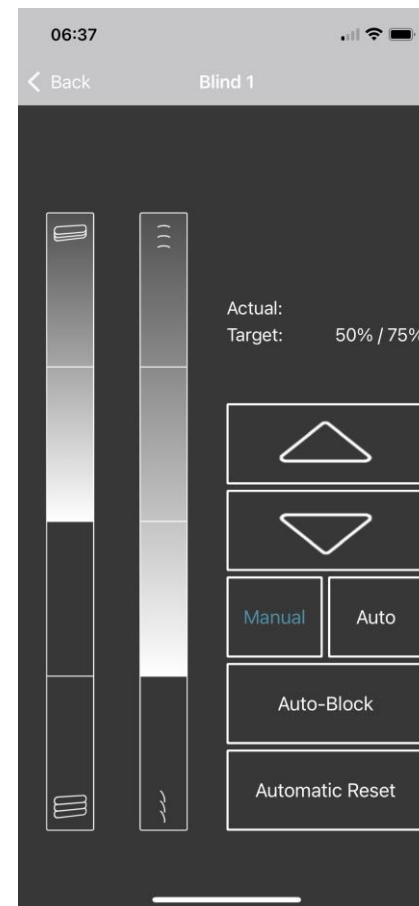 06:37
Back Blind 1
Actual:
Target: 50% / 75%
Manual Auto
Auto-Block
Automatic Reset